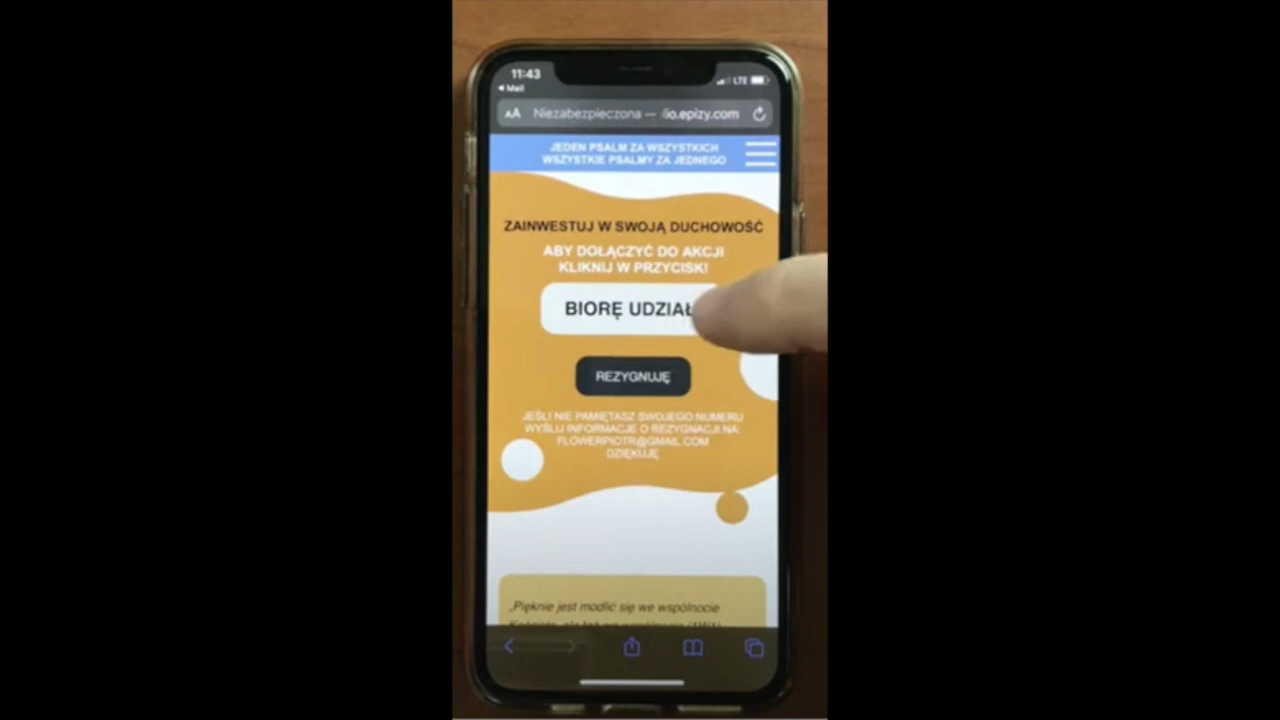 11:43
LTE
Mail
AA Niezabezpieczona — lio.epizy.com
JEDEN PSALM ZA WSZYSTKICH
WSZYSTKIE PSALMY ZA JEDNEGO
ZAINWESTUJ W SWOJĄ DUCHOWOŚĆ
ABY DOŁĄCZYĆ DO AKCJI
KLIKNIJ W PRZYCISK!
BIORĘ UDZIAŁ
REZYGNUJĘ
JEŚLI NIE PAMIĘTASZ SWOJEGO NUMERU
WYŚLIJ INFORMACJE O REZYGNACJI NA
FLOWERPIOTR@GMAIL.COM
DZIĘKUJĘ
„Pięknie jest modlić się we wspólnocie